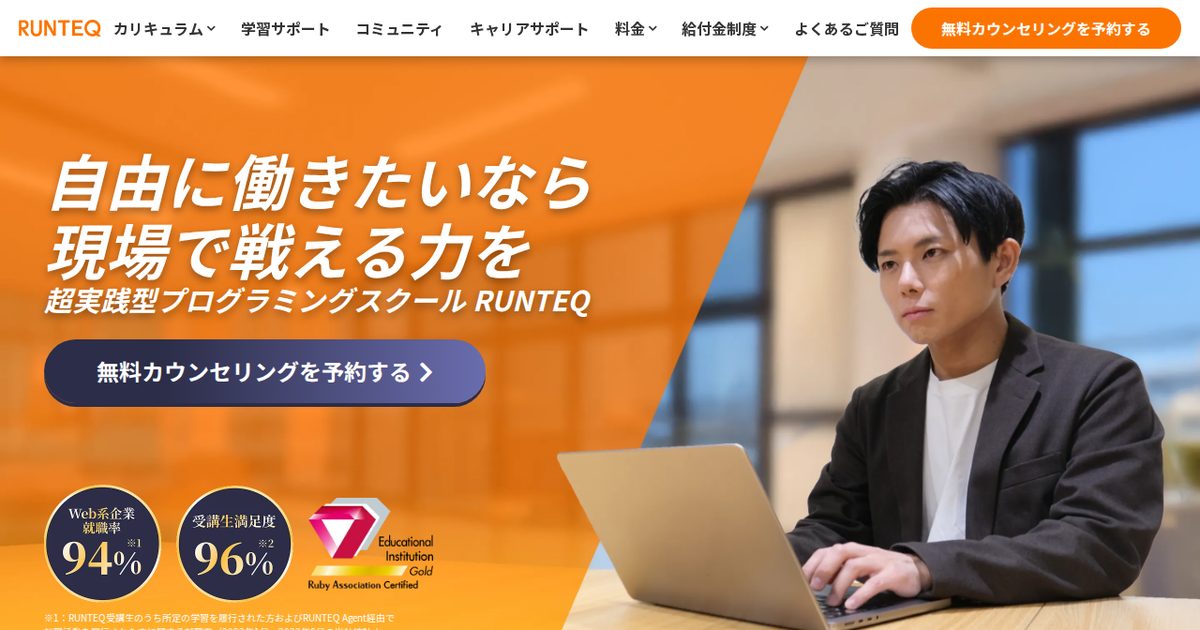 RUNTEQ カリキュラム 学習サポート コミュニティ キャリアサポート 料金 給付金制度 よくあるご質問 無料カウンセリングを予約する
自由に働きたいなら
現場で戦える力を
超実践型プログラミングスクール RUNTEQ
無料カウンセリングを予約する
Web系企業
就職率
94%※1
受講生満足度
96%※2
Educational
Institution
Gold
Ruby Association Certified
※1：RUNTEQ受講生のうち所定の学習を履行された方およびRUNTEQ Agent経由で